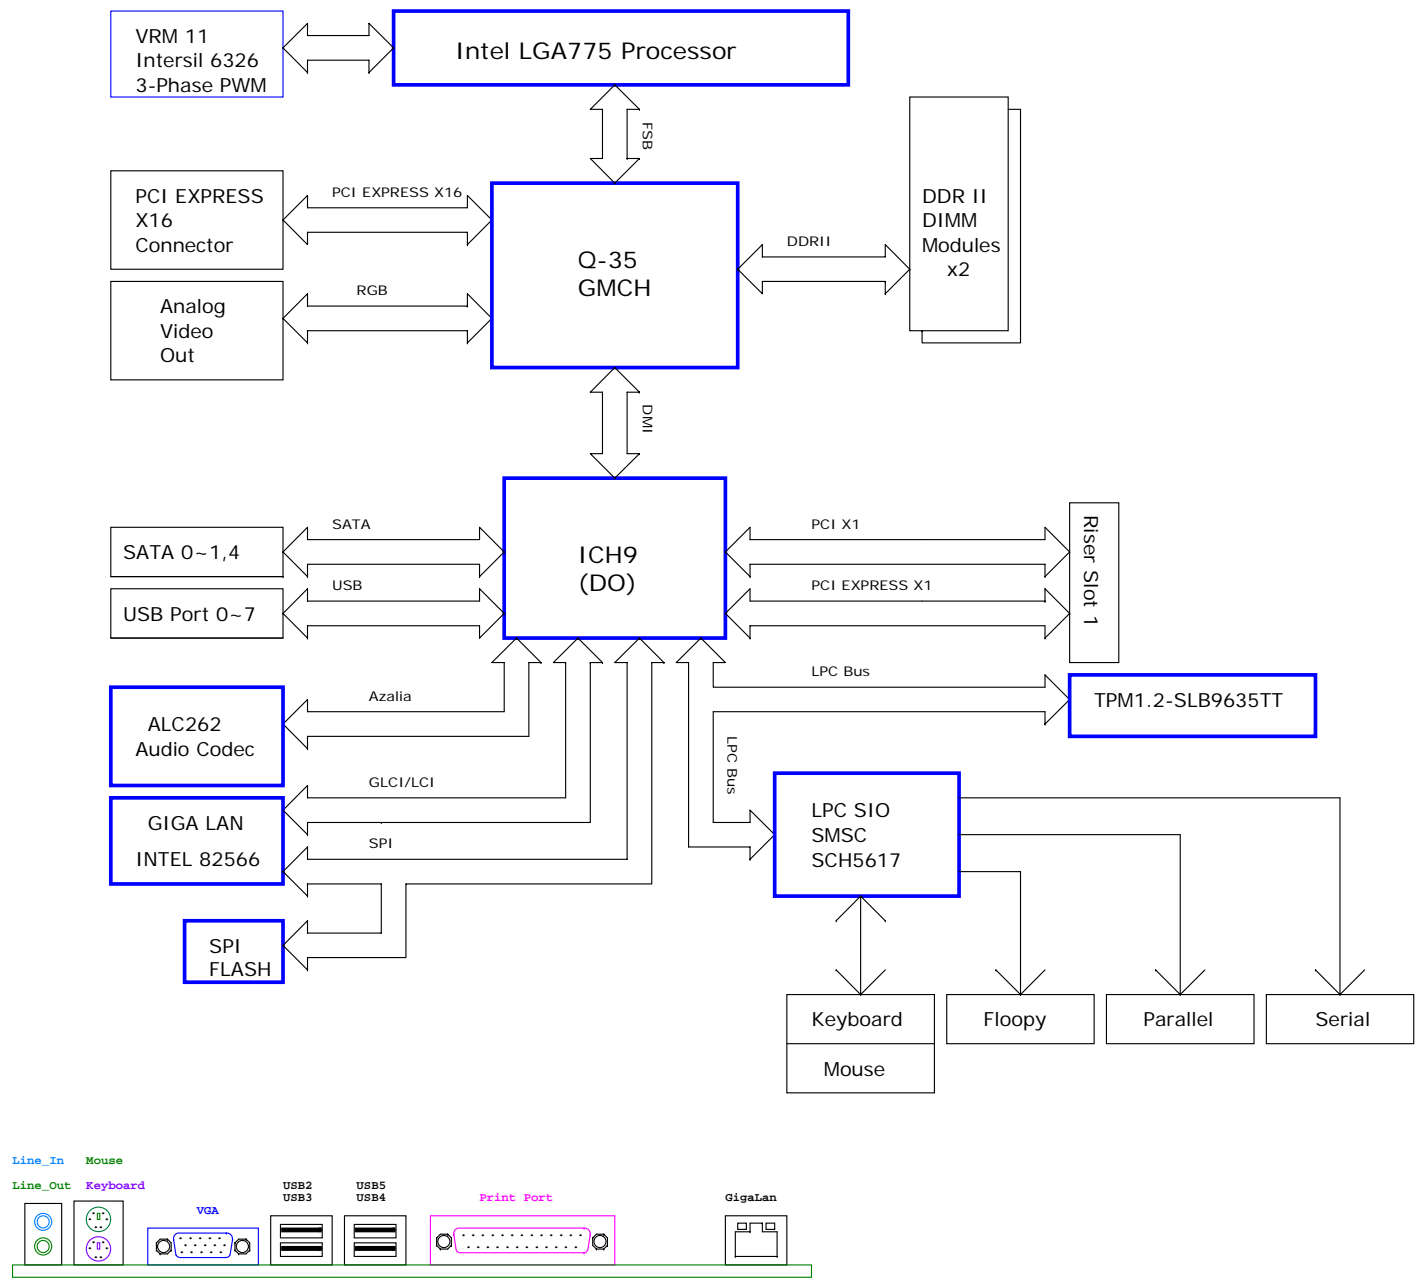 VRM 11
Intersil 6326
3-Phase PWM
Intel LGA775 Processor
FSB
PCI EXPRESS
X16
Connector
PCI EXPRESS X16
Q-35
GMCH
DDRII
DDR II
DIMM
Modules
x2
Analog
Video
Out
RGB
DMI
SATA 0~1,4
SATA
ICH9
(DO)
PCI X1
Riser Slot 1
USB Port 0~7
USB
PCI EXPRESS X1
ALC262
Audio Codec
Azalia
LPC Bus
TPM1.2-SLB9635TT
LPC Bus
GIGA LAN
INTEL 82566
GLCI/LCI
SPI
LPC SIO
SMSC
SCH5617
SPI
FLASH
Keyboard
Mouse
Floopy
Parallel
Serial
Line_In
Mouse
Line_Out
Keyboard
VGA
USB2
USB3
USB5
USB4
Print Port
GigaLan